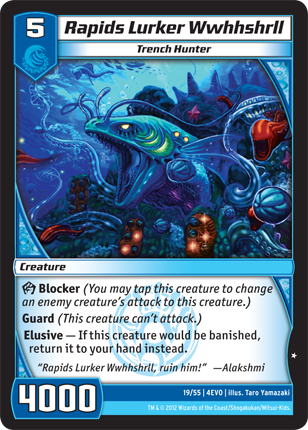 5
Rapids Lurker Wwhhshrll
Trench Hunter
Creature
Blocker (You may tap this creature to change
an enemy creature's attack to this creature.)
Guard (This creature can't attack.)
Elusive — If this creature would be banished,
return it to your hand instead.
"Rapids Lurker Wwhhshrll, ruin him!" —Alakshmi
4000
19/55 | 4EVO | illus. Taro Yamazaki
TM & © 2012 Wizards of the Coast/Shogakukan/Mitsui-Kids.